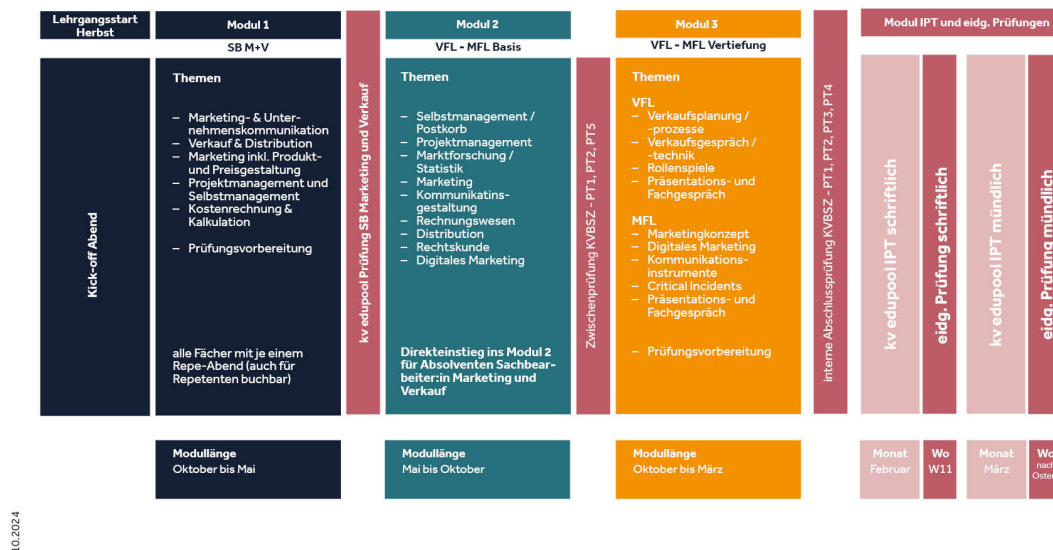 Lehrgangsstart
Herbst
Kick-off Abend
Modul 1
SB M+V
Themen
– Marketing- & Unter-
nehmenskommunikation
– Verkauf & Distribution
– Marketing inkl. Produkt-
und Preisgestaltung
– Projektmanagement und
Selbstmanagement
– Kostenrechnung &
Kalkulation
– Prüfungsvorbereitung
alle Fächer mit je einem
Repe-Abend (auch für
Repetenten buchbar)
Modullänge
Oktober bis Mai
kv edupool Prüfung SB Marketing und Verkauf
Modul 2
VFL - MFL Basis
Themen
– Selbstmanagement /
Postkorb
– Projektmanagement
– Marktforschung /
Statistik
– Marketing
– Kommunikatins-
gestaltung
– Rechnungswesen
– Distribution
– Rechtskunde
– Digitales Marketing
Direkteinstieg ins Modul 2
für Absolventen Sachbear-
beiter:in Marketing und
Verkauf
Modullänge
Mai bis Oktober
Zwischenprüfung KVBSZ - PT1, PT2, PT5
Modul 3
VFL - MFL Vertiefung
Themen
VFL
– Verkaufsplanung /
-prozesse
– Verkaufsgespräch /
-technik
– Rollenspiele
– Präsentations- und
Fachgespräch
MFL
– Marketingkonzept
– Digitales Marketing
– Kommunikations-
instrumente
– Critical Incidents
– Präsentations- und
Fachgespräch
– Prüfungsvorbereitung
Modullänge
Oktober bis März
interne Abschlussprüfung KVBSZ - PT1, PT2, PT3, PT4
Modul IPT und eidg. Prüfungen
kv edupool IPT schriftlich
eidg. Prüfung schriftlich
kv edupool IPT mündlich
eidg. Prüfung mündlich
Monat
Februar
Wo
W11
Monat
März
Wo
nach
Oster
10.2024